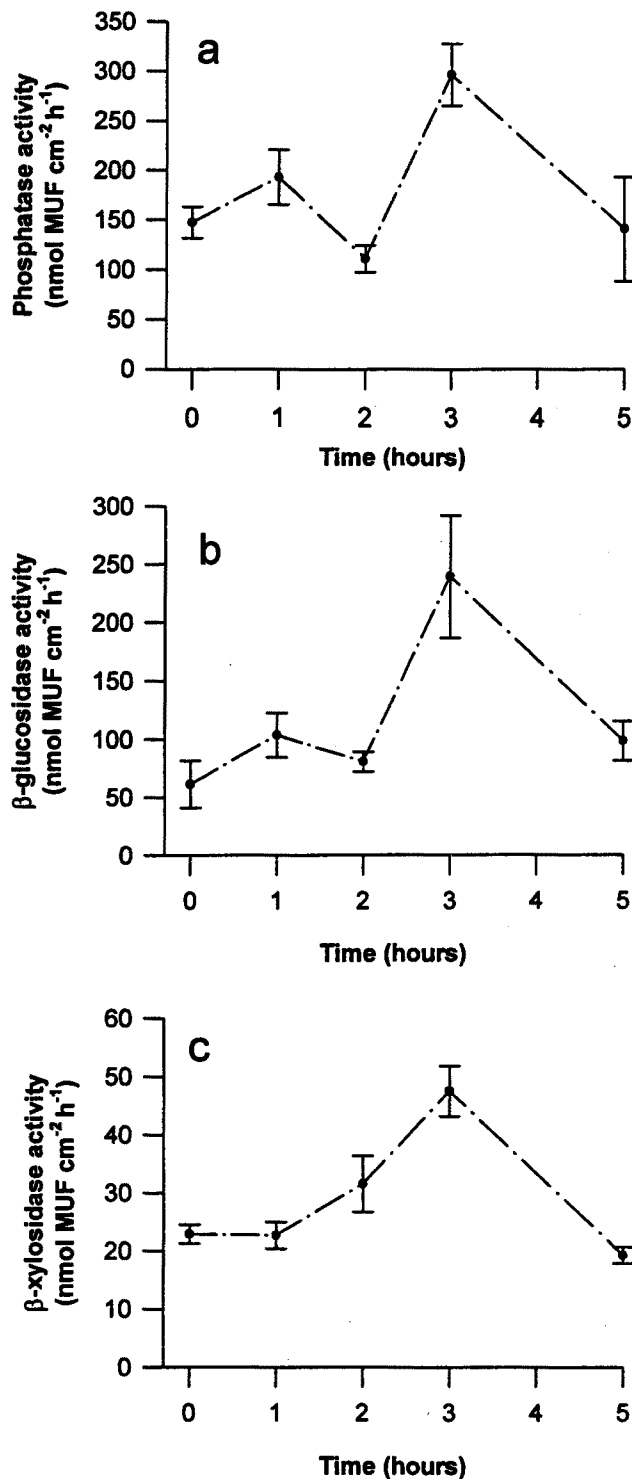 a
Phosphatase activity
(nmol MUF cm⁻² h⁻¹)
350
300
250
200
150
100
50
0
0 1 2 3 4 5
Time (hours)
b
β-glucosidase activity
(nmol MUF cm⁻² h⁻¹)
300
250
200
150
100
50
0
0 1 2 3 4 5
Time (hours)
c
β-xylosidase activity
(nmol MUF cm⁻² h⁻¹)
60
50
40
30
20
10
0
0 1 2 3 4 5
Time (hours)